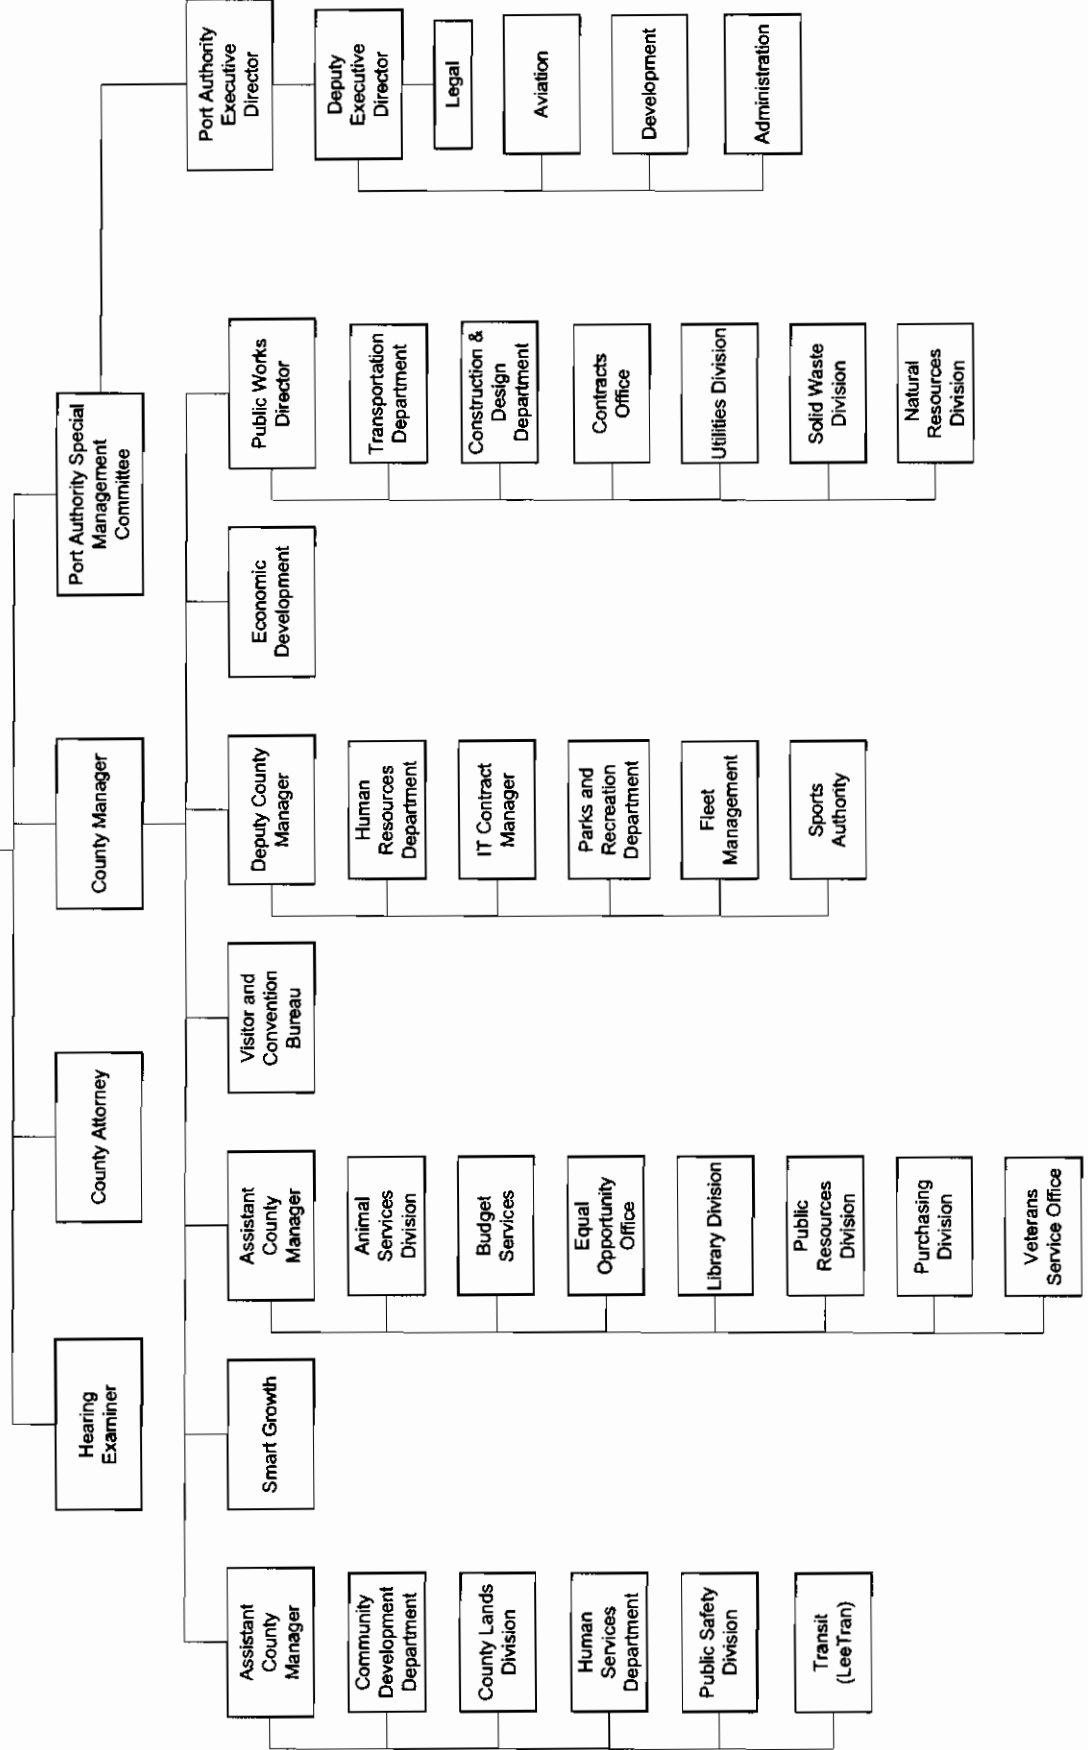 Hearing
Examiner
County Attorney
County Manager
Port Authority Special
Management
Committee
Port Authority
Executive
Director
Deputy
Executive
Director
Legal
Aviation
Development
Administration
Assistant
County
Manager
Community
Development
Department
County Lands
Division
Human
Services
Department
Public Safety
Division
Transit
(LeeTran)
Smart Growth
Assistant
County
Manager
Animal
Services
Division
Budget
Services
Equal
Opportunity
Office
Library Division
Public
Resources
Division
Purchasing
Division
Veterans
Service Office
Visitor and
Convention
Bureau
Deputy County
Manager
Human
Resources
Department
IT Contract
Manager
Parks and
Recreation
Department
Fleet
Management
Sports
Authority
Economic
Development
Public Works
Director
Transportation
Department
Construction &
Design
Department
Contracts
Office
Utilities Division
Solid Waste
Division
Natural
Resources
Division